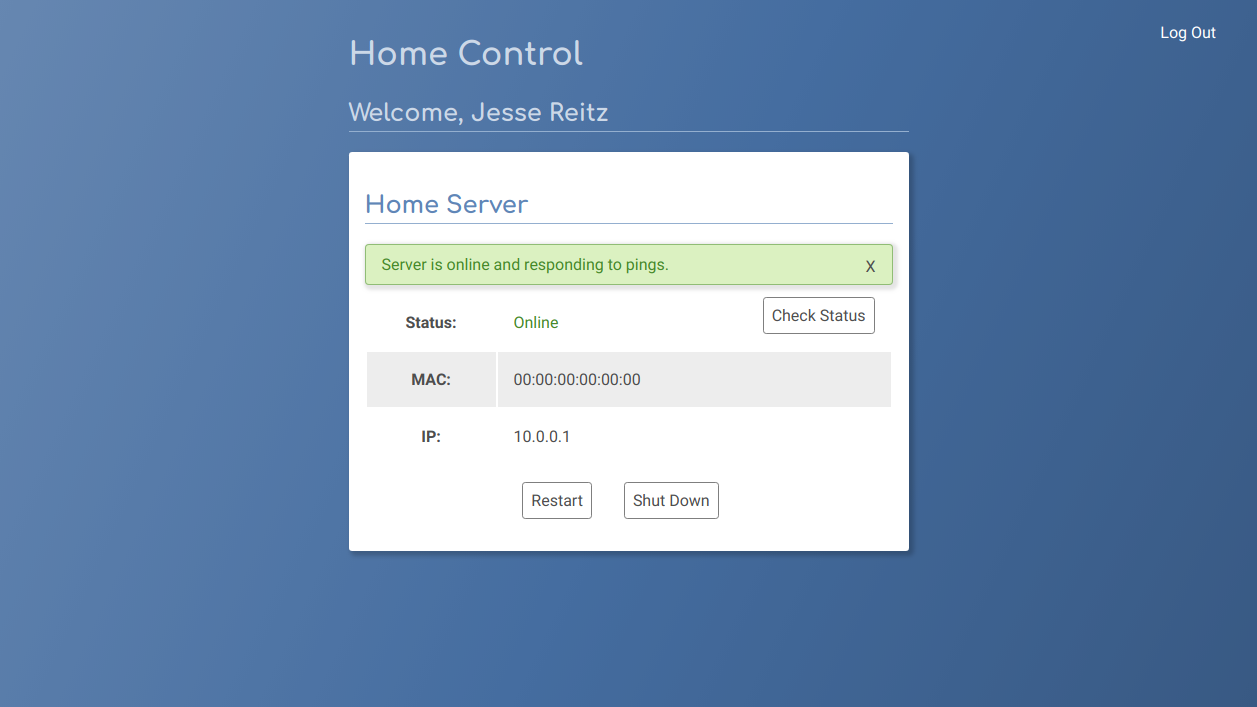 Log Out
Home Control
Welcome, Jesse Reitz
Home Server
Server is online and responding to pings. X
Status: Online Check Status
MAC: 00:00:00:00:00:00
IP: 10.0.0.1
Restart Shut Down